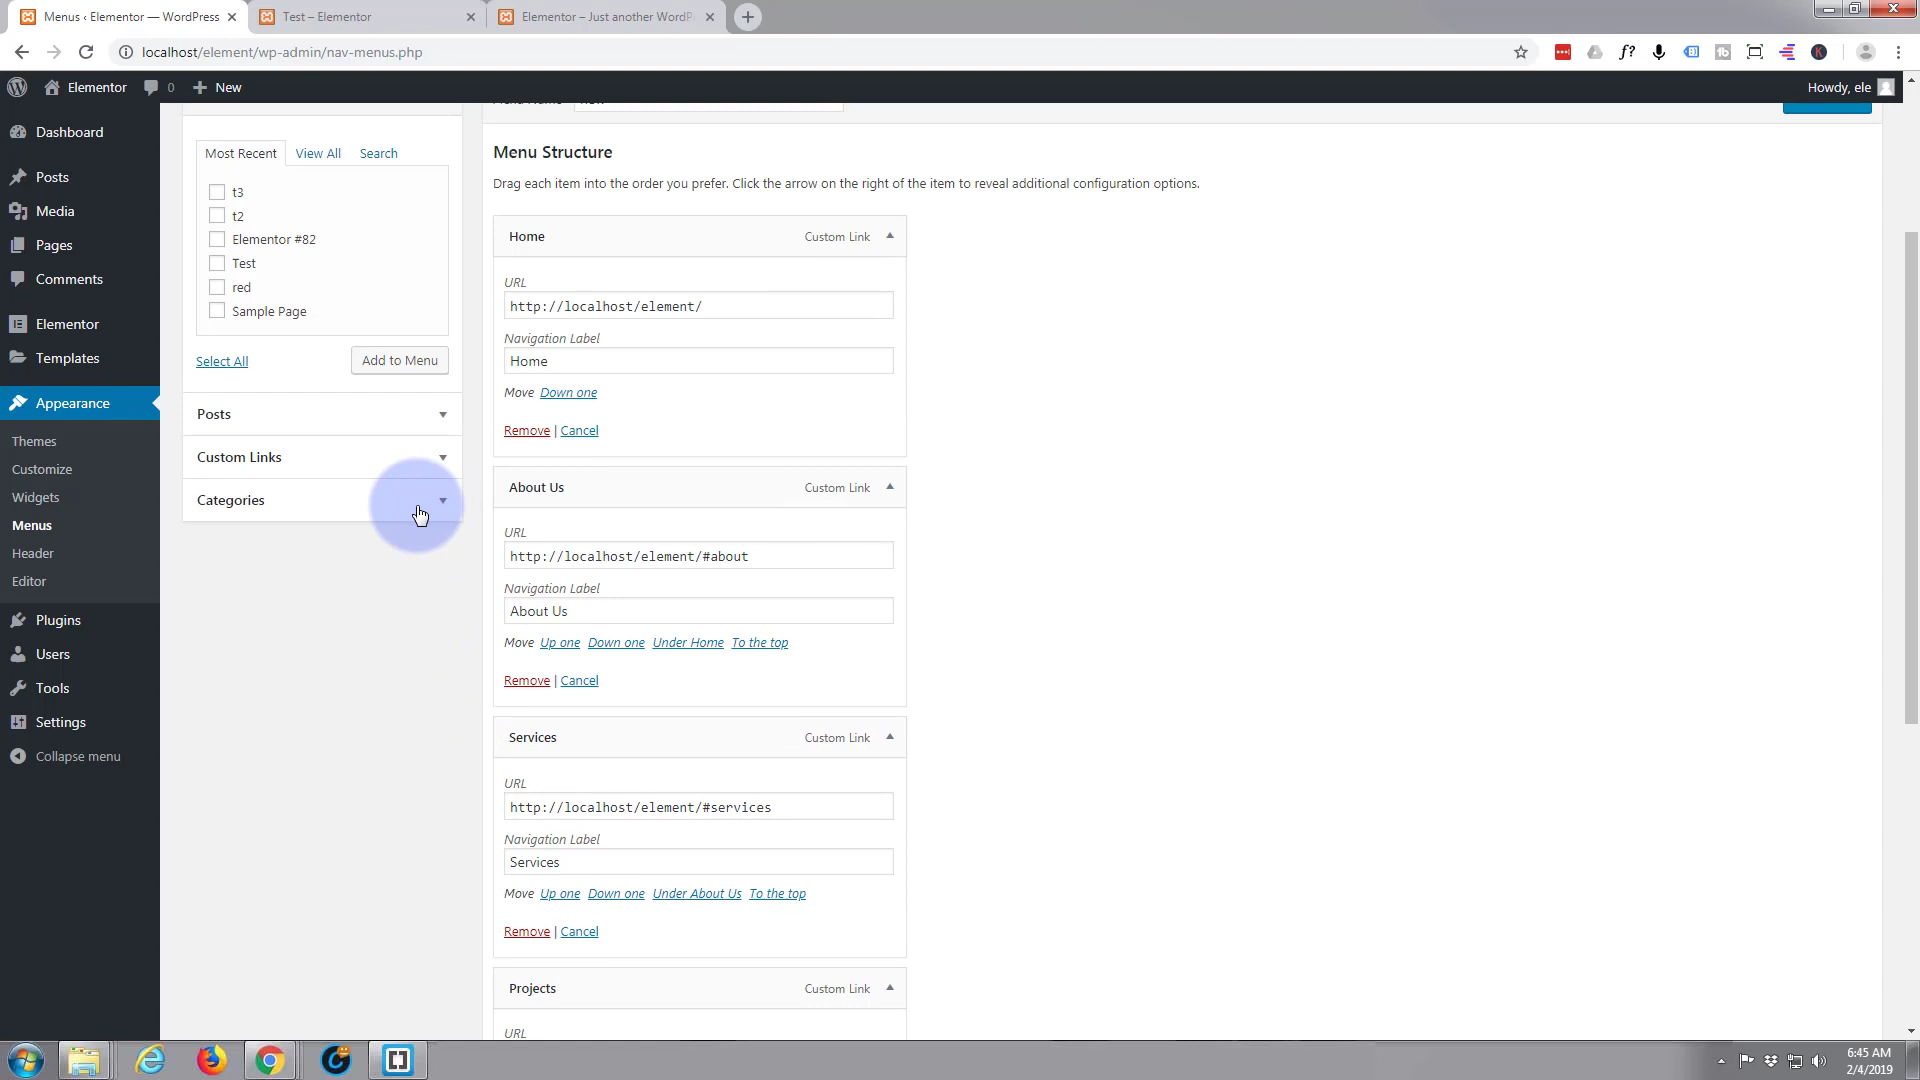 Menus ‹ Elementor — WordPress
Test – Elementor
Elementor – Just another WordP
localhost/element/wp-admin/nav-menus.php
Elementor
0
New
Howdy, ele
Dashboard
Posts
Media
Pages
Comments
Elementor
Templates
Appearance
Themes
Customize
Widgets
Menus
Header
Editor
Plugins
Users
Tools
Settings
Collapse menu
Most Recent
View All
Search
t3
t2
Elementor #82
Test
red
Sample Page
Select All
Add to Menu
Posts
Custom Links
Categories
Menu Structure
Drag each item into the order you prefer. Click the arrow on the right of the item to reveal additional configuration options.
Home
Custom Link
URL
http://localhost/element/
Navigation Label
Home
Move Down one
Remove | Cancel
About Us
Custom Link
URL
http://localhost/element/#about
Navigation Label
About Us
Move Up one Down one Under Home To the top
Remove | Cancel
Services
Custom Link
URL
http://localhost/element/#services
Navigation Label
Services
Move Up one Down one Under About Us To the top
Remove | Cancel
Projects
Custom Link
URL
6:45 AM
2/4/2019